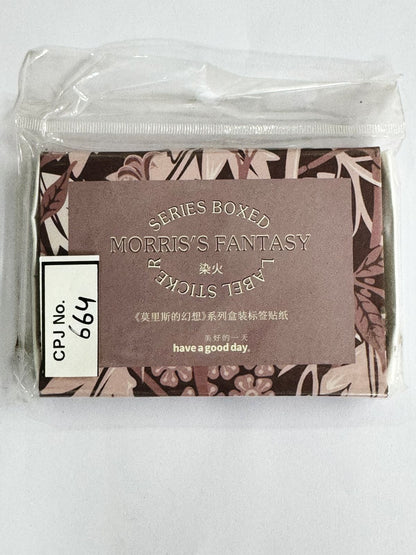 SERIES BOXED
MORRIS'S FANTASY
染火
LABEL STICKER
《莫里斯的幻想》系列盒装标签贴纸
美好的一天
have a good day.
CPJ No.
664